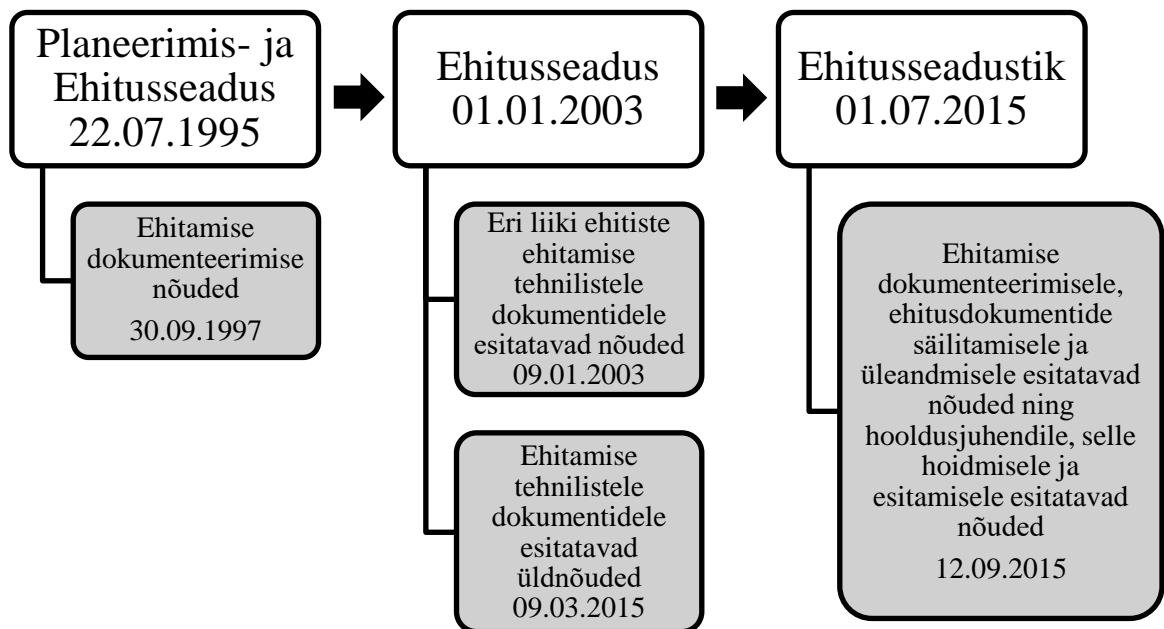 Planeerimis- ja
Ehitusseadus
22.07.1995
Ehitamise
dokumenteerimise
nõuded
30.09.1997
Ehitusseadus
01.01.2003
Eri liiki ehitiste
ehitamise
tehnilistele
dokumentidele
esitatavad nõuded
09.01.2003
Ehitamise
tehnilistele
dokumentidele
esitatavad
üldnõuded
09.03.2015
Ehitusseadustik
01.07.2015
Ehitamise
dokumenteerimisele,
ehitusdokumentide
säilitamisele ja
üleandmisele esitatavad
nõuded ning
hooldusjuhendile, selle
hoidmisele ja
esitamisele esitatavad
nõuded
12.09.2015